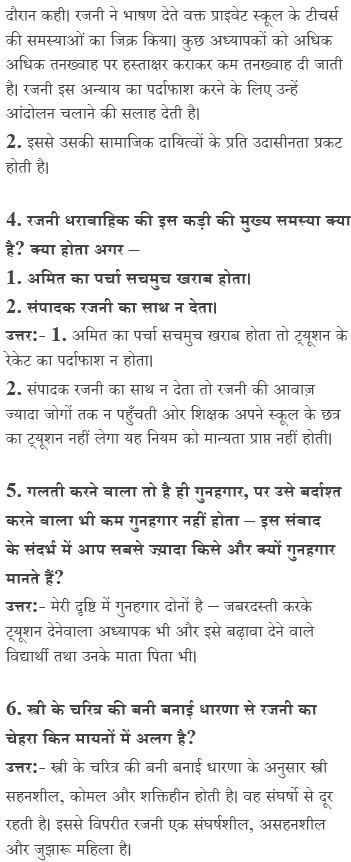 दौरान कही। रजनी ने भाषण देते वक्त प्राइवेट स्कूल के टीचर्स
की समस्याओं का जिक्र किया। कुछ अध्यापकों को अधिक
अधिक तनख्वाह पर हस्ताक्षर कराकर कम तनख्वाह दी जाती
है। रजनी इस अन्याय का पर्दाफाश करने के लिए उन्हें
आंदोलन चलाने की सलाह देती है।
2. इससे उसकी सामाजिक दायित्वों के प्रति उदासीनता प्रकट
होती है।
4. रजनी धरावाहिक की इस कड़ी की मुख्य समस्या क्या
है? क्या होता अगर –
1. अमित का पर्चा सचमुच खराब होता।
2. संपादक रजनी का साथ न देता।
उत्तर:- 1. अमित का पर्चा सचमुच खराब होता तो ट्यूशन के
रेकेट का पर्दाफाश न होता।
2. संपादक रजनी का साथ न देता तो रजनी की आवाज़
ज्यादा जोगों तक न पहुँचती ओर शिक्षक अपने स्कूल के छत्र
का ट्यूशन नहीं लेगा यह नियम को मान्यता प्राप्त नहीं होती।
5. गलती करने वाला तो है ही गुनहगार, पर उसे बर्दाश्त
करने वाला भी कम गुनहगार नहीं होता – इस संवाद
के संदर्भ में आप सबसे ज्य़ादा किसे और क्यों गुनहगार
मानते हैं?
उत्तर:- मेरी दृष्टि में गुनहगार दोनों है – जबरदस्ती करके
ट्यूशन देनेवाला अध्यापक भी और इसे बढ़ावा देने वाले
विद्यार्थी तथा उनके माता पिता भी।
6. स्त्री के चरित्र की बनी बनाई धारणा से रजनी का
चेहरा किन मायनों में अलग है?
उत्तर:- स्त्री के चरित्र की बनी बनाई धारणा के अनुसार स्त्री
सहनशील, कोमल और शक्तिहीन होती है। वह संघर्षो से दूर
रहती है। इससे विपरीत रजनी एक संघर्षशील, असहनशील
और जुझारू महिला है।